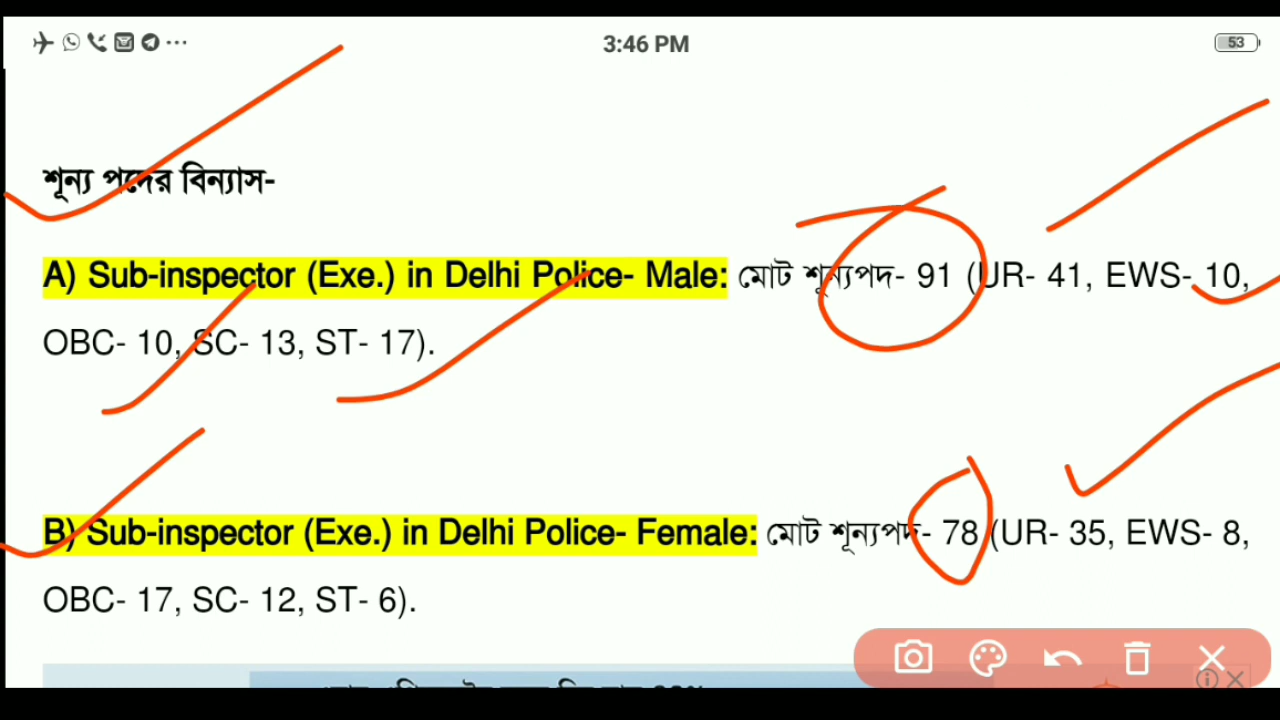 3:46 PM
53
শূন্য পদের বিন্যাস-
A) Sub-inspector (Exe.) in Delhi Police- Male: মোট শূন্যপদ- 91 (UR- 41, EWS- 10,
OBC- 10, SC- 13, ST- 17).
B) Sub-inspector (Exe.) in Delhi Police- Female: মোট শূন্যপদ- 78 (UR- 35, EWS- 8,
OBC- 17, SC- 12, ST- 6).